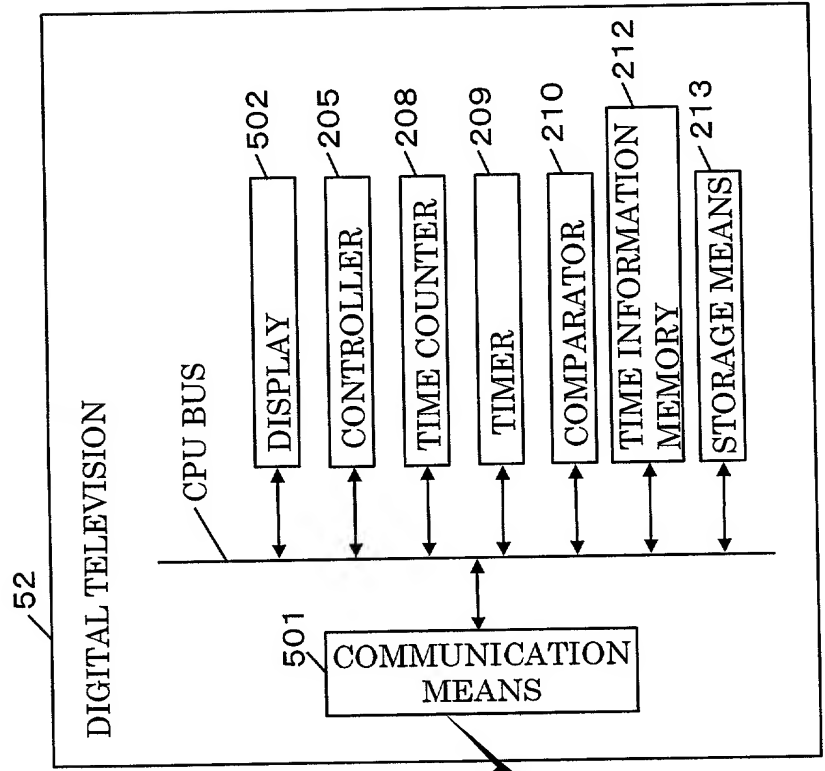 52
DIGITAL TELEVISION
CPU BUS
501
COMMUNICATION
MEANS
DISPLAY
502
CONTROLLER
205
TIME COUNTER
208
TIMER
209
COMPARATOR
210
TIME INFORMATION
MEMORY
212
STORAGE MEANS
213